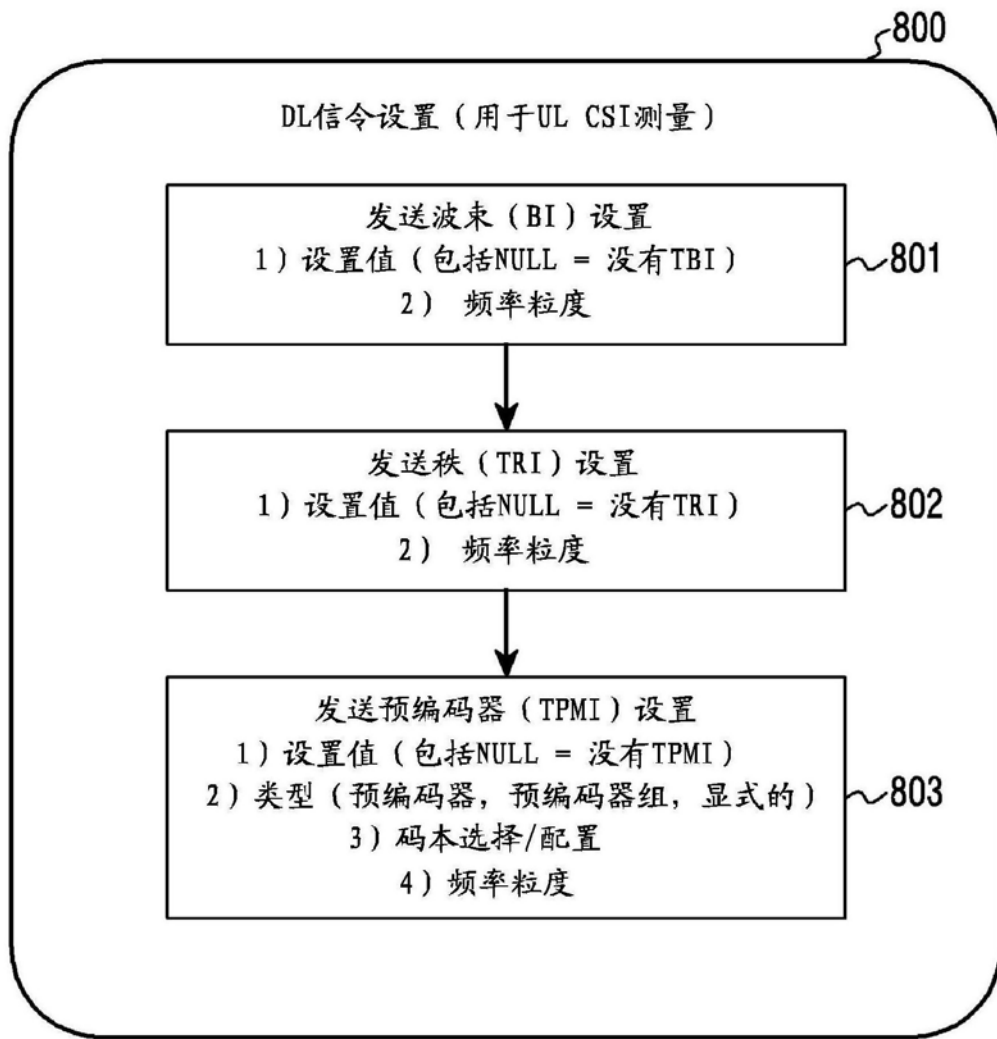 800
DL信令设置（用于UL CSI测量）
发送波束（BI）设置
1）设置值（包括NULL = 没有TBI）
2） 频率粒度
801
发送秩（TRI）设置
1）设置值（包括NULL = 没有TRI）
2） 频率粒度
802
发送预编码器（TPMI）设置
1）设置值（包括NULL = 没有TPMI）
2）类型（预编码器，预编码器组，显式的）
3）码本选择/配置
4）频率粒度
803